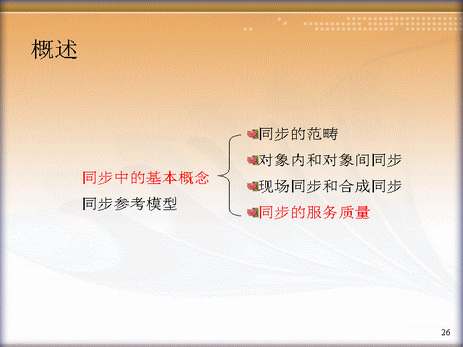 概述
同步中的基本概念
同步参考模型
同步的范畴
对象内和对象间同步
现场同步和合成同步
同步的服务质量
26